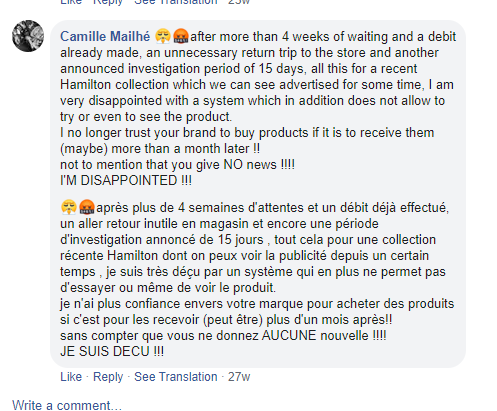 Like · Reply · See Translation · 23w
Camille Mailhé 😤🤬after more than 4 weeks of waiting and a debit
already made, an unnecessary return trip to the store and another
announced investigation period of 15 days, all this for a recent
Hamilton collection which we can see advertised for some time, I am
very disappointed with a system which in addition does not allow to
try or even to see the product.
I no longer trust your brand to buy products if it is to receive them
(maybe) more than a month later !!
not to mention that you give NO news !!!!
I'M DISAPPOINTED !!!
😤🤬après plus de 4 semaines d'attentes et un débit déjà effectué,
un aller retour inutile en magasin et encore une période
d'investigation annoncé de 15 jours , tout cela pour une collection
récente Hamilton dont on peux voir la publicité depuis un certain
temps , je suis très déçu par un système qui en plus ne permet pas
d'essayer ou même de voir le produit.
je n'ai plus confiance envers votre marque pour acheter des produits
si c'est pour les recevoir (peut être) plus d'un mois après!!
sans compter que vous ne donnez AUCUNE nouvelle !!!!
JE SUIS DECU !!!
Like · Reply · See Translation · 27w
Write a comment...